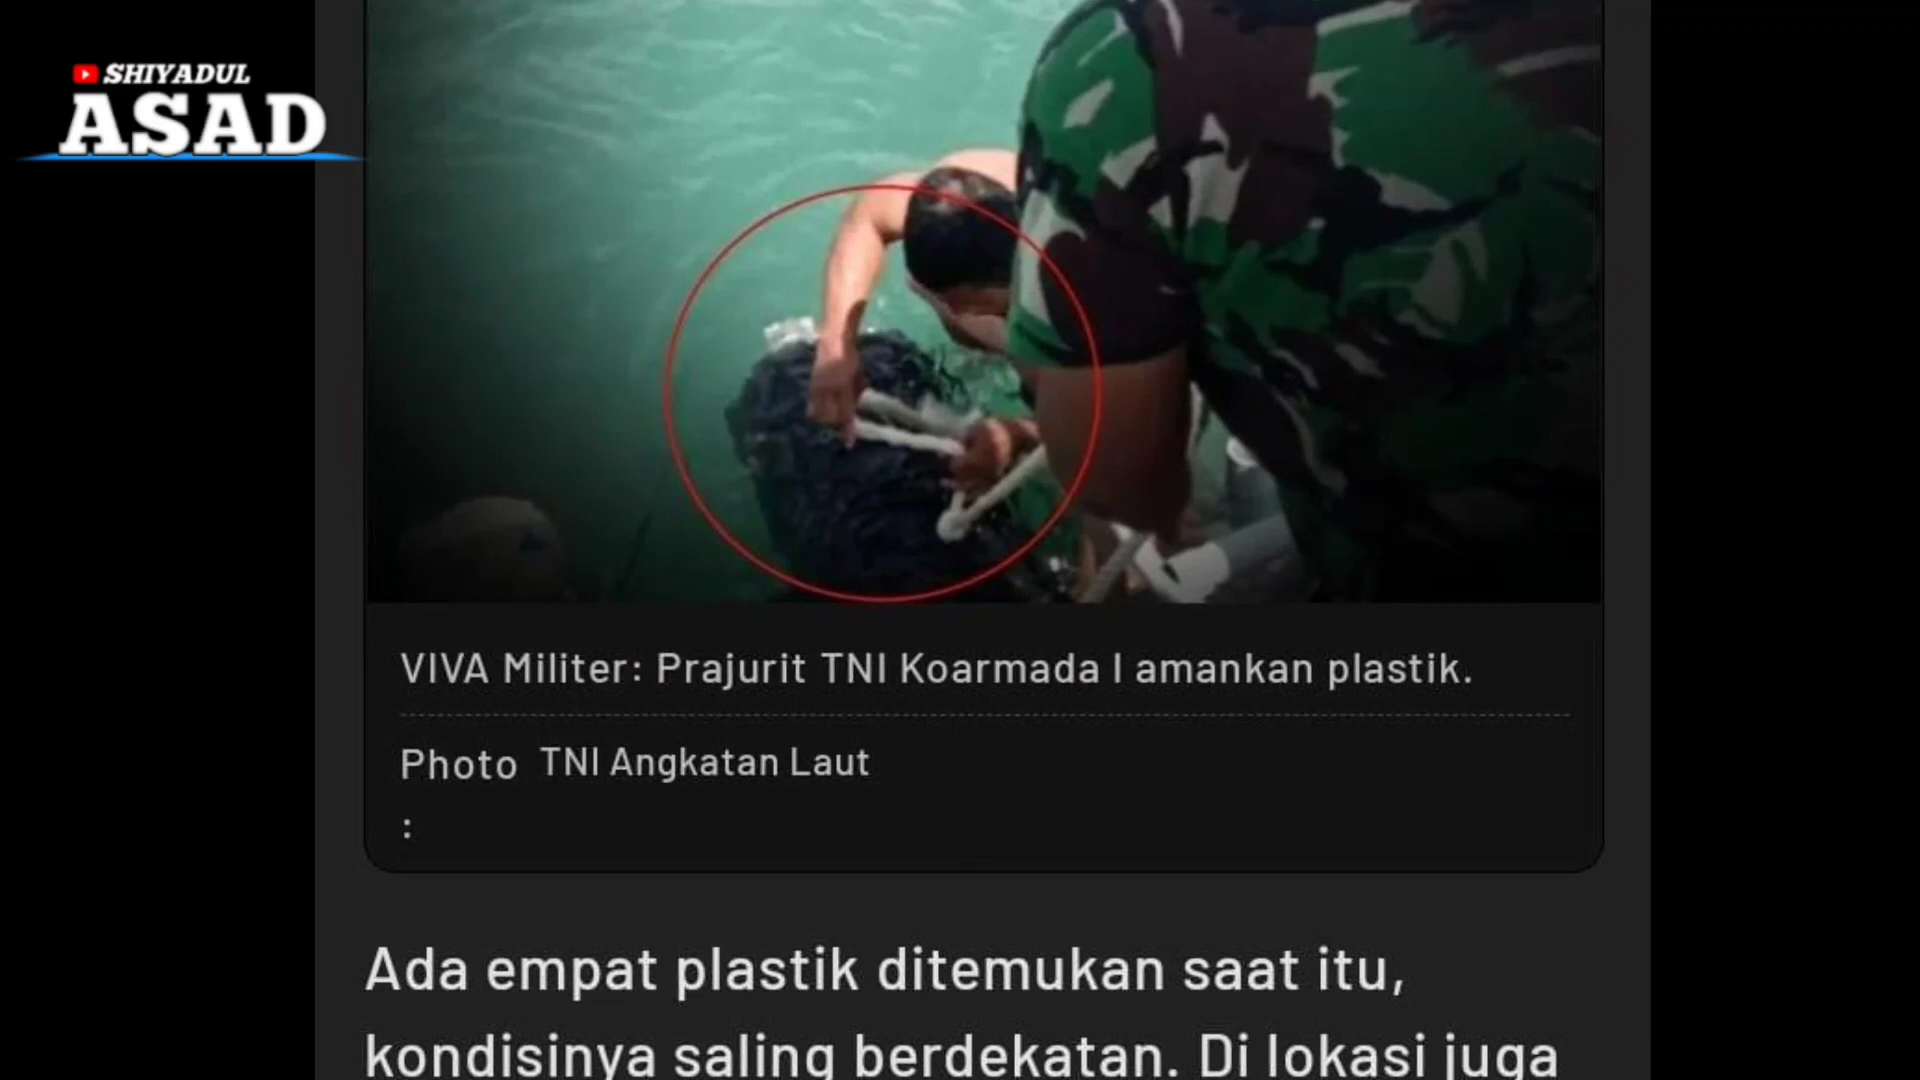 SHIYADUL
ASAD
VIVA Militer: Prajurit TNI Koarmada I amankan plastik.
Photo TNI Angkatan Laut
:
Ada empat plastik ditemukan saat itu,
kondisinya saling berdekatan. Di lokasi juga